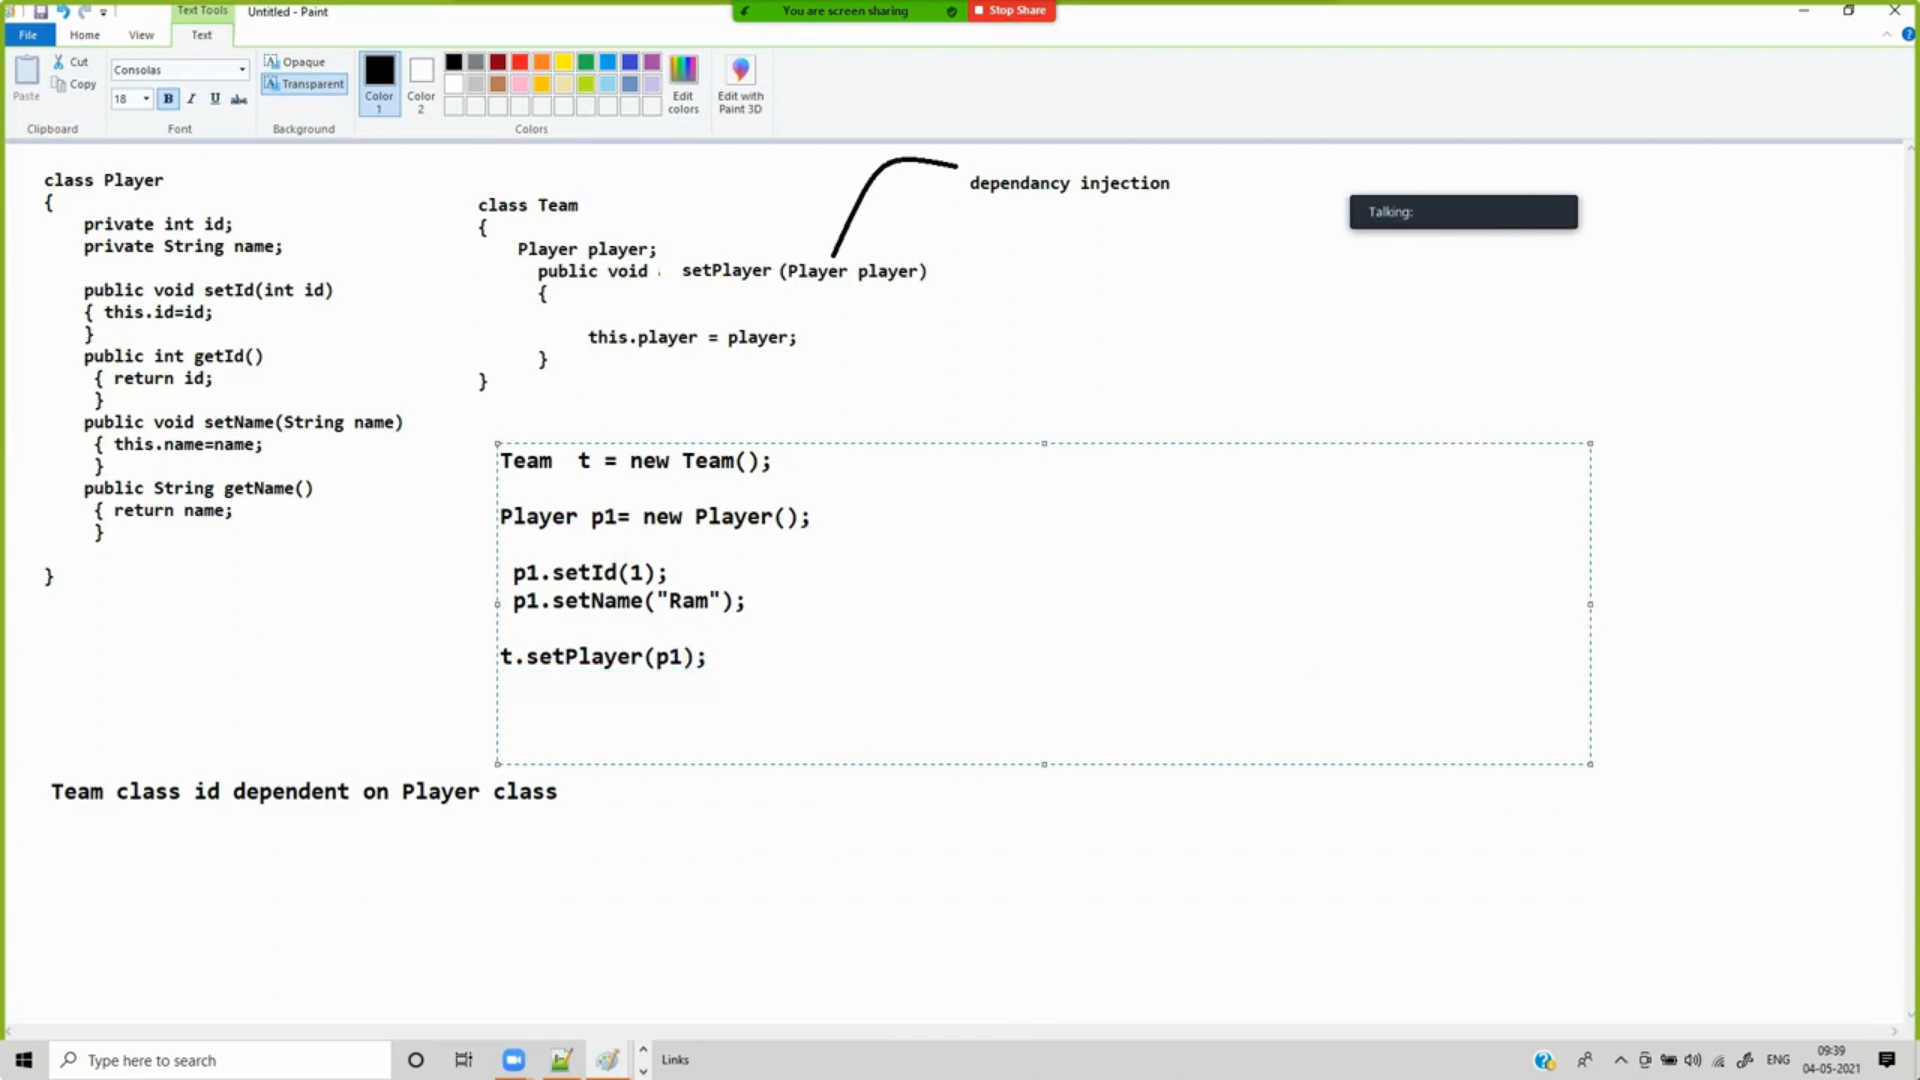 Text Tools
Untitled - Paint
You are screen sharing
Stop Share
File
Home
View
Text
Paste
Cut
Copy
Clipboard
Consolas
18
B
I
U
abc
Font
Opaque
Transparent
Background
Color 1
Color 2
Edit colors
Colors
Edit with Paint 3D
class Player
{
private int id;
private String name;
public void setId(int id)
{ this.id=id;
}
public int getId()
{ return id;
}
public void setName(String name)
{ this.name=name;
}
public String getName()
{ return name;
}
}
class Team
{
Player player;
public void setPlayer (Player player)
{
this.player = player;
}
}
dependancy injection
Talking:
Team t = new Team();
Player p1= new Player();
p1.setId(1);
p1.setName("Ram");
t.setPlayer(p1);
Team class id dependent on Player class
Type here to search
Links
ENG
09:39
04-05-2021